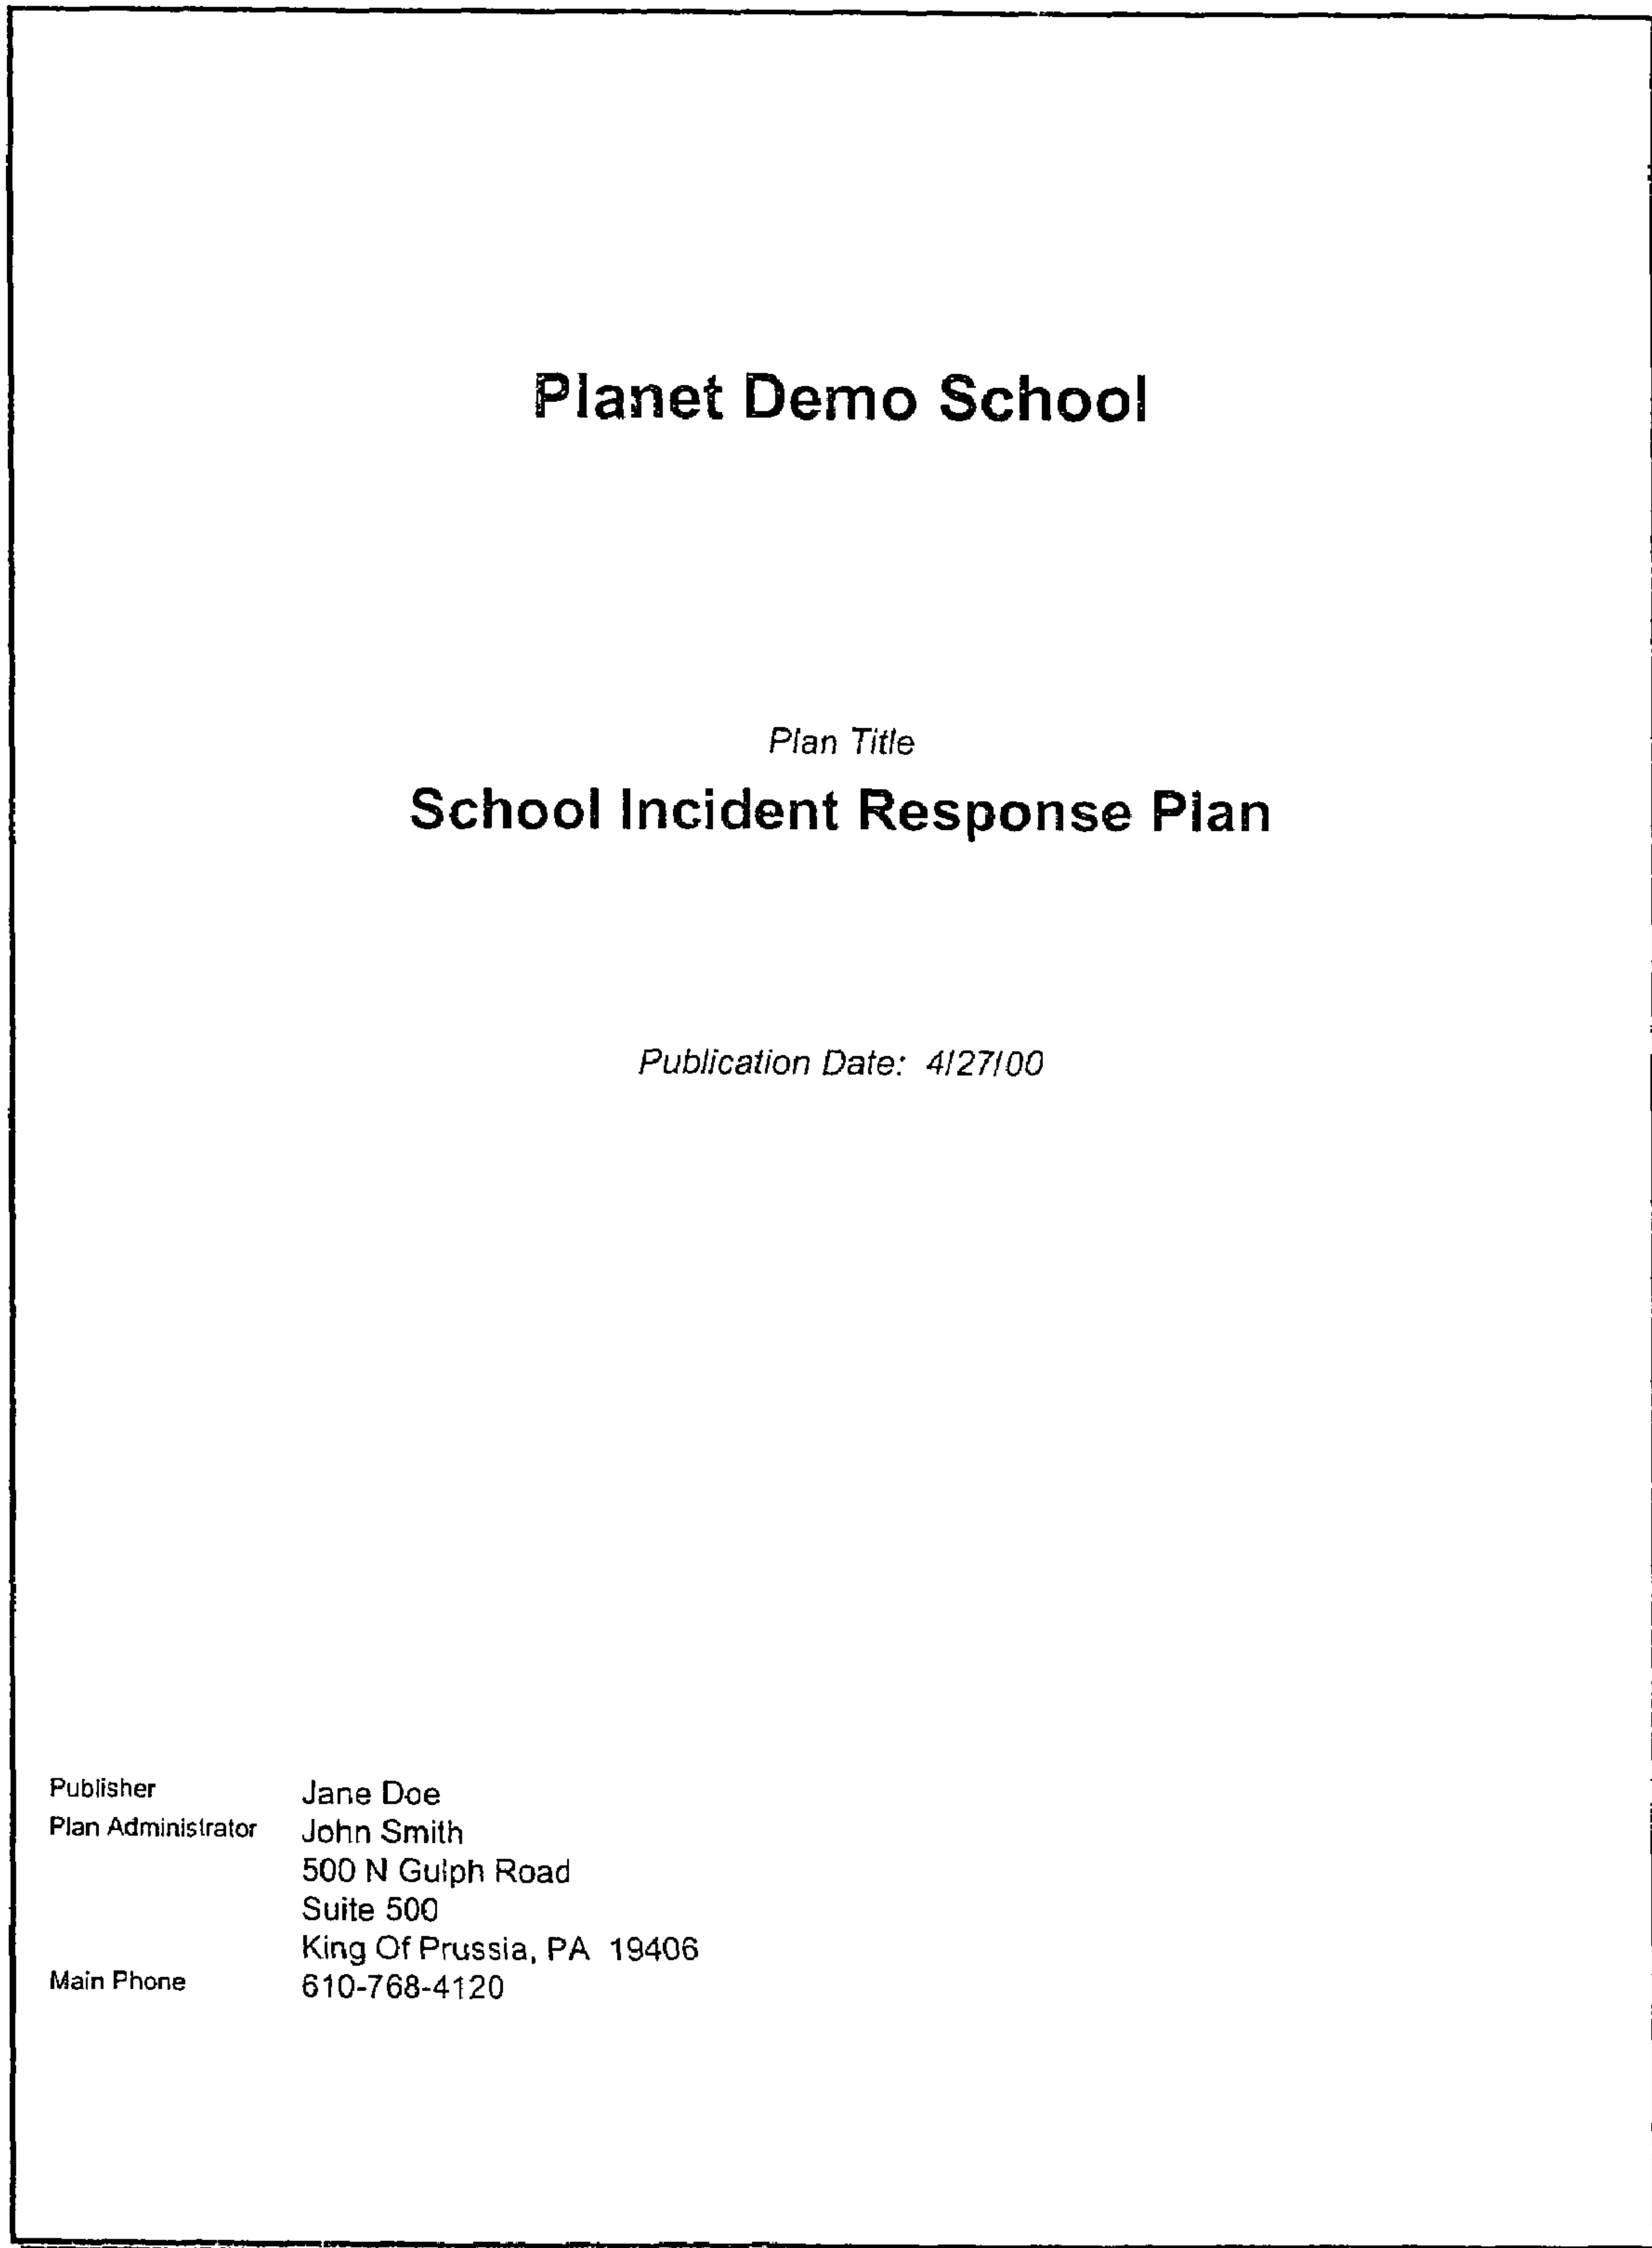 Planet Demo School
Plan Title
School Incident Response Plan
Publication Date: 4/27/00
Publisher Jane Doe
Plan Administrator John Smith
500 N Gulph Road
Suite 500
King Of Prussia, PA 19406
Main Phone 610-768-4120